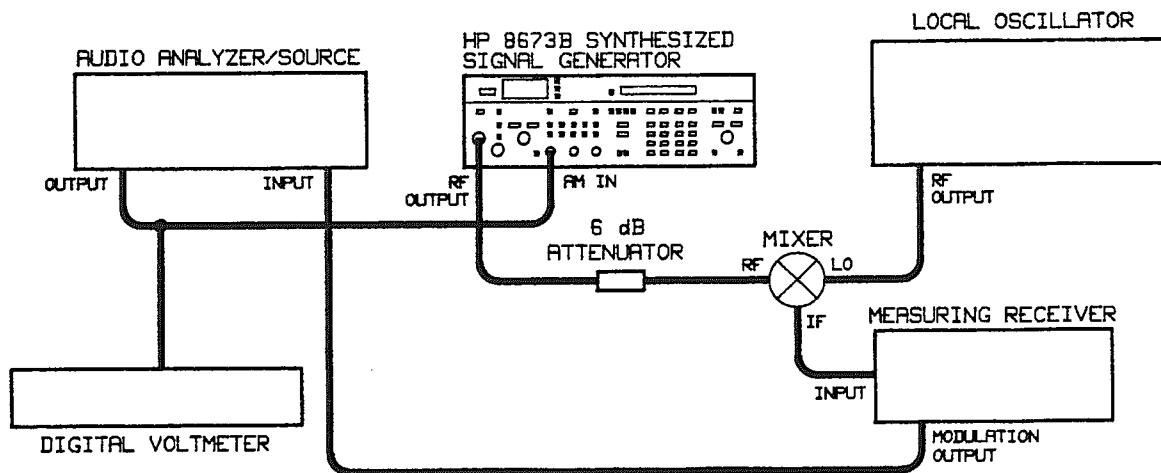 LOCAL OSCILLATOR
HP 8673B SYNTHESIZED
SIGNAL GENERATOR
AUDIO ANALYZER/SOURCE
OUTPUT
INPUT
RF
OUTPUT
AM IN
RF
OUTPUT
6 dB
ATTENUATOR
MIXER
RF
LO
IF
MEASURING RECEIVER
INPUT
DIGITAL VOLTMETER
MODULATION
OUTPUT